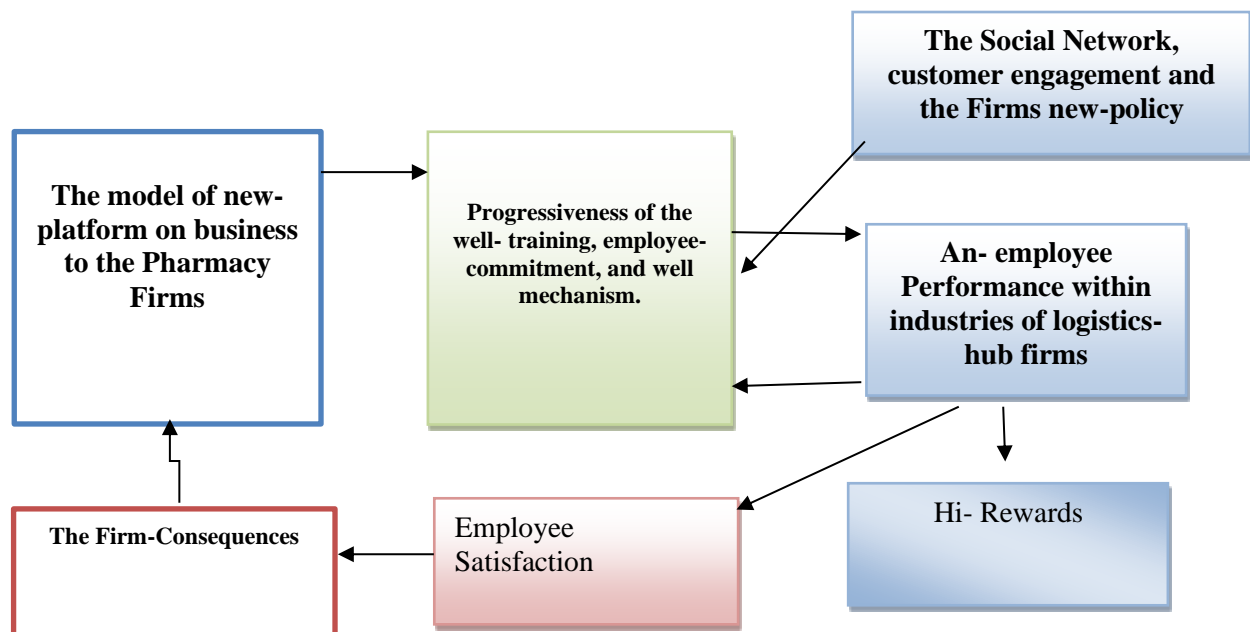 The Social Network,
customer engagement and
the Firms new-policy
The model of new-
platform on business
to the Pharmacy
Firms
Progressiveness of the
well- training, employee-
commitment, and well
mechanism.
An- employee
Performance within
industries of logistics-
hub firms
The Firm-Consequences
Employee
Satisfaction
Hi- Rewards